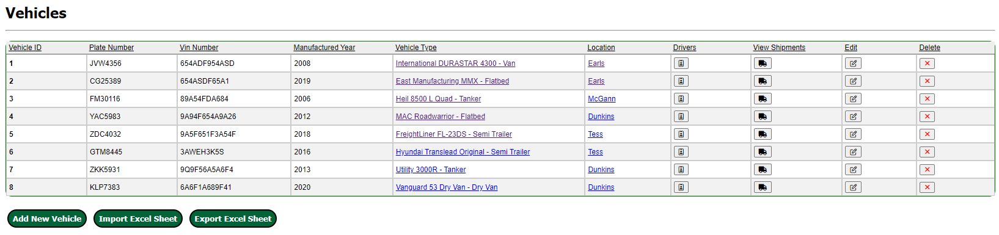 Vehicles
Vehicle ID Plate Number Vin Number Manufactured Year Vehicle Type Location Drivers View Shipments Edit Delete
1 JVW4356 654ADF954ASD 2008 International DURASTAR 4300 - Van Earls
2 CG25389 654ASDF65A1 2019 East Manufacturing MMX - Flatbed Earls
3 FM30116 89A54FDA684 2006 Heil 8500 L Quad - Tanker McGann
4 YAC5983 9A94F654A9A26 2012 MAC Roadwarrior - Flatbed Dunkins
5 ZDC4032 9A5F651F3A54F 2018 FreightLiner FL-23DS - Semi Trailer Tess
6 GTM8445 3AWEH3K5S 2016 Hyundai Translead Original - Semi Trailer Tess
7 ZKK5931 9Q9F56A5A6F4 2013 Utility 3000R - Tanker Dunkins
8 KLP7383 6A6F1A689F41 2020 Vanguard 53 Dry Van - Dry Van Dunkins
Add New Vehicle Import Excel Sheet Export Excel Sheet